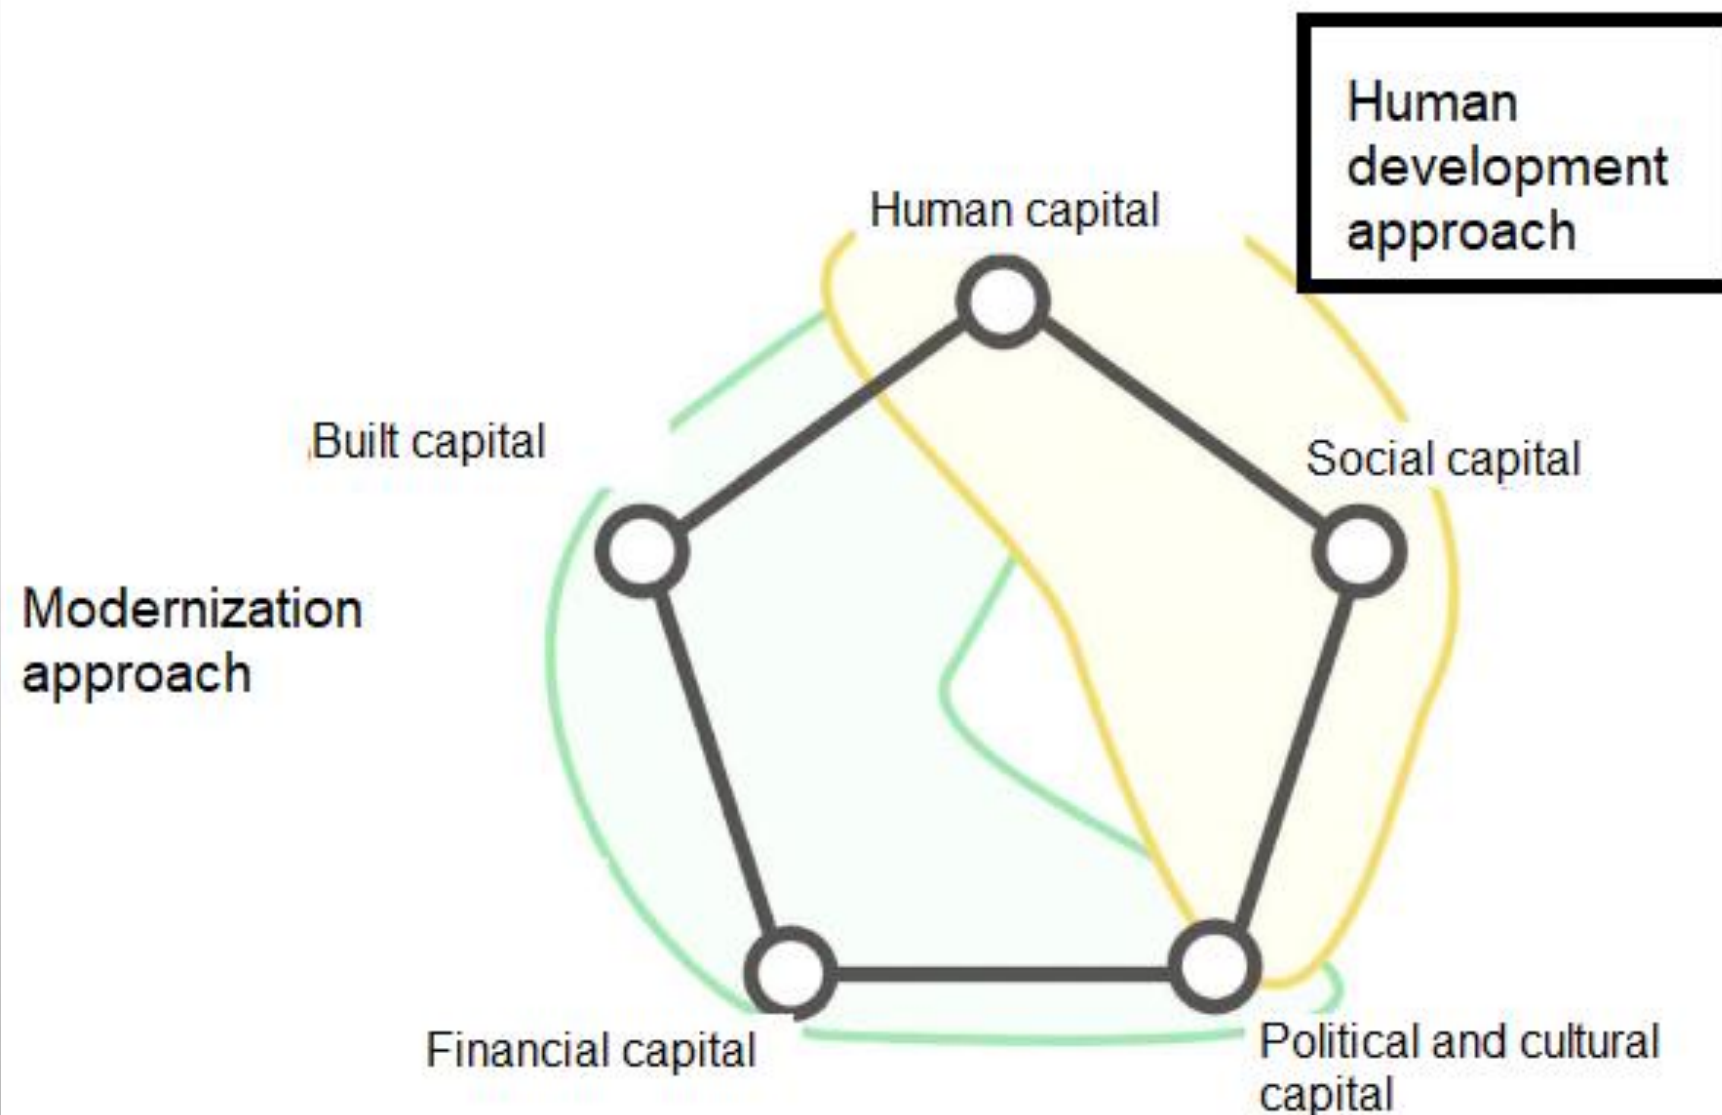 Human
development
approach
Human capital
Built capital
Social capital
Modernization
approach
Financial capital
Political and cultural
capital